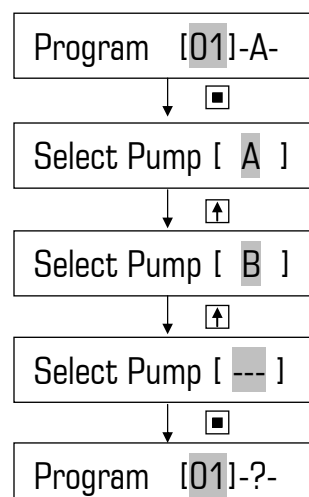 Program [01]-A-
Select Pump [ A ]
Select Pump [ B ]
Select Pump [ --- ]
Program [01]-?-